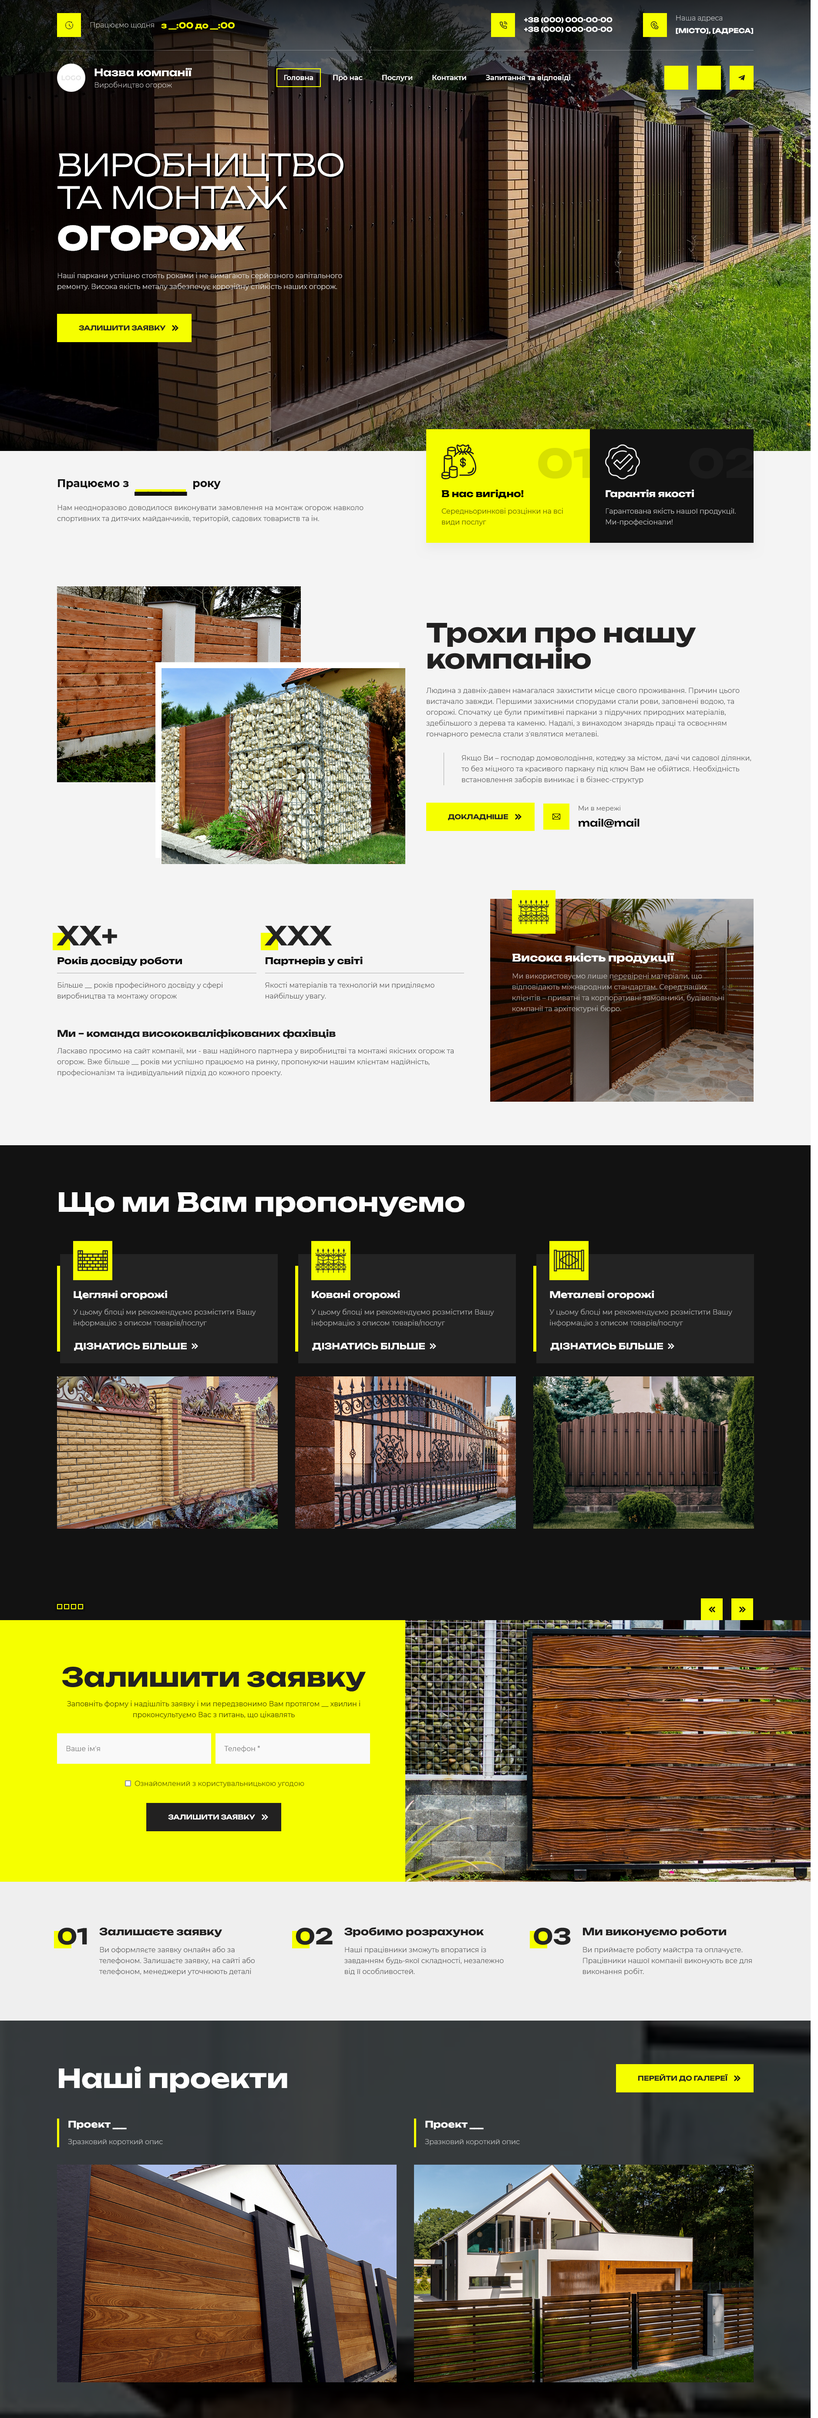 Працюємо щодня з __:00 до __:00
+38 (000) 000-00-00
+38 (000) 000-00-00
Наша адреса
[МІСТО], [АДРЕСА]
LOGO
Назва компанії
Виробництво огорож
Головна
Про нас
Послуги
Контакти
Запитання та відповіді
ВИРОБНИЦТВО
ТА МОНТАЖ
ОГОРОЖ
Наші паркани успішно стоять роками і не вимагають серйозного капітального
ремонту. Висока якість металу забезпечує корозійну стійкість наших огорож.
ЗАЛИШИТИ ЗАЯВКУ
Працюємо з ____ року
Нам неодноразово доводилося виконувати замовлення на монтаж огорож навколо
спортивних та дитячих майданчиків, територій, садових товариств та ін.
01
В нас вигідно!
Середньоринкові розцінки на всі
види послуг
02
Гарантія якості
Гарантована якість нашої продукції.
Ми-професіонали!
Трохи про нашу
компанію
Людина з давніх-давен намагалася захистити місце свого проживання. Причин цього
вистачало завжди. Першими захисними спорудами стали рови, заповнені водою, та
огорожі. Спочатку це були примітивні паркани з підручних природних матеріалів,
здебільшого з дерева та каменю. Надалі, з винаходом знарядь праці та освоєнням
гончарного ремесла стали з'являтися металеві.
Якщо Ви – господар домоволодіння, котеджу за містом, дачі чи садової ділянки,
то без міцного та красивого паркану під ключ Вам не обійтися. Необхідність
встановлення заборів виникає і в бізнес-структур
ДОКЛАДНІШЕ
Ми в мережі
mail@mail
XX+
Років досвіду роботи
Більше __ років професійного досвіду у сфері
виробництва та монтажу огорож
XXX
Партнерів у світі
Якості матеріалів та технологій ми приділяємо
найбільшу увагу.
Ми – команда висококваліфікованих фахівців
Ласкаво просимо на сайт компанії, ми - ваш надійного партнера у виробництві та монтажі якісних огорож та
огорож. Вже більше __ років ми успішно працюємо на ринку, пропонуючи нашим клієнтам надійність,
професіоналізм та індивідуальний підхід до кожного проекту.
Висока якість продукції
Ми використовуємо лише перевірені матеріали, що
відповідають міжнародним стандартам. Серед наших
клієнтів – приватні та корпоративні замовники, будівельні
компанії та архітектурні бюро.
Що ми Вам пропонуємо
Цегляні огорожі
У цьому блоці ми рекомендуємо розмістити Вашу
інформацію з описом товарів/послуг
ДІЗНАТИСЬ БІЛЬШЕ
Ковані огорожі
У цьому блоці ми рекомендуємо розмістити Вашу
інформацію з описом товарів/послуг
ДІЗНАТИСЬ БІЛЬШЕ
Металеві огорожі
У цьому блоці ми рекомендуємо розмістити Вашу
інформацію з описом товарів/послуг
ДІЗНАТИСЬ БІЛЬШЕ
Залишити заявку
Заповніть форму і надішліть заявку і ми передзвонимо Вам протягом __ хвилин і
проконсультуємо Вас з питань, що цікавлять
Ваше ім'я
Телефон *
Ознайомлений з користувальницькою угодою
ЗАЛИШИТИ ЗАЯВКУ
01
Залишаєте заявку
Ви оформляєте заявку онлайн або за
телефоном. Залишаєте заявку, на сайті або
телефоном, менеджери уточнюють деталі
02
Зробимо розрахунок
Наші працівники зможуть впоратися із
завданням будь-якої складності, незалежно
від її особливостей.
03
Ми виконуємо роботи
Ви приймаєте роботу майстра та оплачуєте.
Працівники нашої компанії виконують все для
виконання робіт.
Наші проекти
ПЕРЕЙТИ ДО ГАЛЕРЕЇ
Проект __
Зразковий короткий опис
Проект __
Зразковий короткий опис